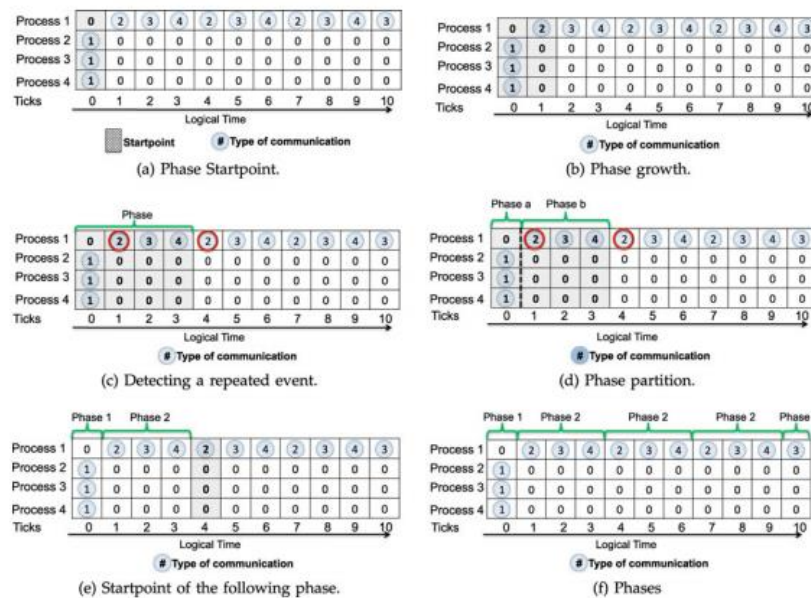 Process 1 0 2 3 4 2 3 4 2 3 4 3
Process 2 1 0 0 0 0 0 0 0 0 0 0
Process 3 1 0 0 0 0 0 0 0 0 0 0
Process 4 1 0 0 0 0 0 0 0 0 0 0
Ticks 0 1 2 3 4 5 6 7 8 9 10
Logical Time
Startpoint # Type of communication
(a) Phase Startpoint.
Process 1 0 2 3 4 2 3 4 2 3 4 3
Process 2 1 0 0 0 0 0 0 0 0 0 0
Process 3 1 0 0 0 0 0 0 0 0 0 0
Process 4 1 0 0 0 0 0 0 0 0 0 0
Ticks 0 1 2 3 4 5 6 7 8 9 10
Logical Time
# Type of communication
(b) Phase growth.
Phase
Process 1 0 2 3 4 2 3 4 2 3 4 3
Process 2 1 0 0 0 0 0 0 0 0 0 0
Process 3 1 0 0 0 0 0 0 0 0 0 0
Process 4 1 0 0 0 0 0 0 0 0 0 0
Ticks 0 1 2 3 4 5 6 7 8 9 10
Logical Time
# Type of communication
(c) Detecting a repeated event.
Phase a Phase b
Process 1 0 2 3 4 2 3 4 2 3 4 3
Process 2 1 0 0 0 0 0 0 0 0 0 0
Process 3 1 0 0 0 0 0 0 0 0 0 0
Process 4 1 0 0 0 0 0 0 0 0 0 0
Ticks 0 1 2 3 4 5 6 7 8 9 10
Logical Time
# Type of communication
(d) Phase partition.
Phase 1 Phase 2
Process 1 0 2 3 4 2 3 4 2 3 4 3
Process 2 1 0 0 0 0 0 0 0 0 0 0
Process 3 1 0 0 0 0 0 0 0 0 0 0
Process 4 1 0 0 0 0 0 0 0 0 0 0
Ticks 0 1 2 3 4 5 6 7 8 9 10
Logical Time
# Type of communication
(e) Startpoint of the following phase.
Phase 1 Phase 2 Phase 2 Phase 2 Phase
Process 1 0 2 3 4 2 3 4 2 3 4 3
Process 2 1 0 0 0 0 0 0 0 0 0 0
Process 3 1 0 0 0 0 0 0 0 0 0 0
Process 4 1 0 0 0 0 0 0 0 0 0 0
Ticks 0 1 2 3 4 5 6 7 8 9 10
Logical Time
# Type of communication
(f) Phases